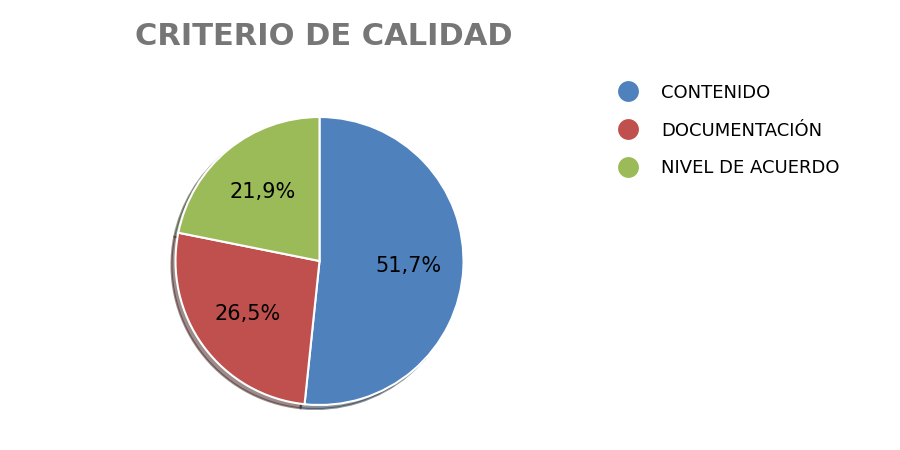 CRITERIO DE CALIDAD
CONTENIDO
DOCUMENTACIÓN
NIVEL DE ACUERDO
21,9%
51,7%
26,5%